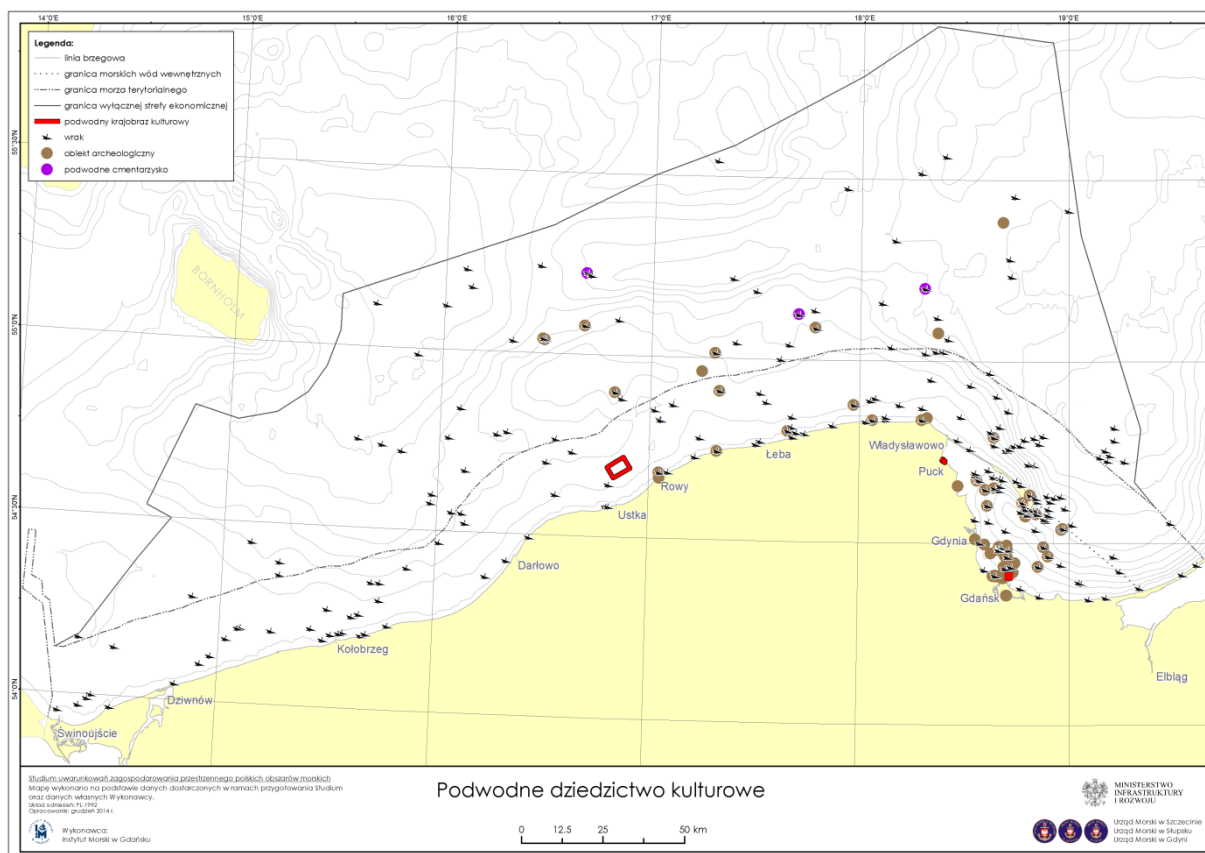 14°0'E 15°0'E 16°0'E 17°0'E 18°0'E 19°0'E
Legenda:
linia brzegowa
granica morskich wód wewnętrznych
granica morza terytorialnego
granica wyłącznej strefy ekonomicznej
podwodny krajobraz kulturowy
wrak
obiekt archeologiczny
podwodne cmentarzysko
55°30'N
BORNHOLM
55°0'N
Władysławowo
Łeba
Puck
Rowy
54°30'N
Ustka
Gdynia
Darłowo
Gdańsk
Kołobrzeg
Elbląg
54°0'N
Dziwnów
Świnoujście
Studium uwarunkowań zagospodarowania przestrzennego polskich obszarów morskich
Mapę wykonano na podstawie danych dostarczonych w ramach przygotowania Studium
oraz danych własnych Wykonawcy.
Układ odniesień: PL-1992
Opracowanie: grudzień 2014 r.
Wykonawca:
Instytut Morski w Gdańsku
Podwodne dziedzictwo kulturowe
0 12.5 25 50 km
MINISTERSTWO
INFRASTRUKTURY
I ROZWOJU
Urząd Morski w Szczecinie
Urząd Morski w Słupsku
Urząd Morski w Gdyni